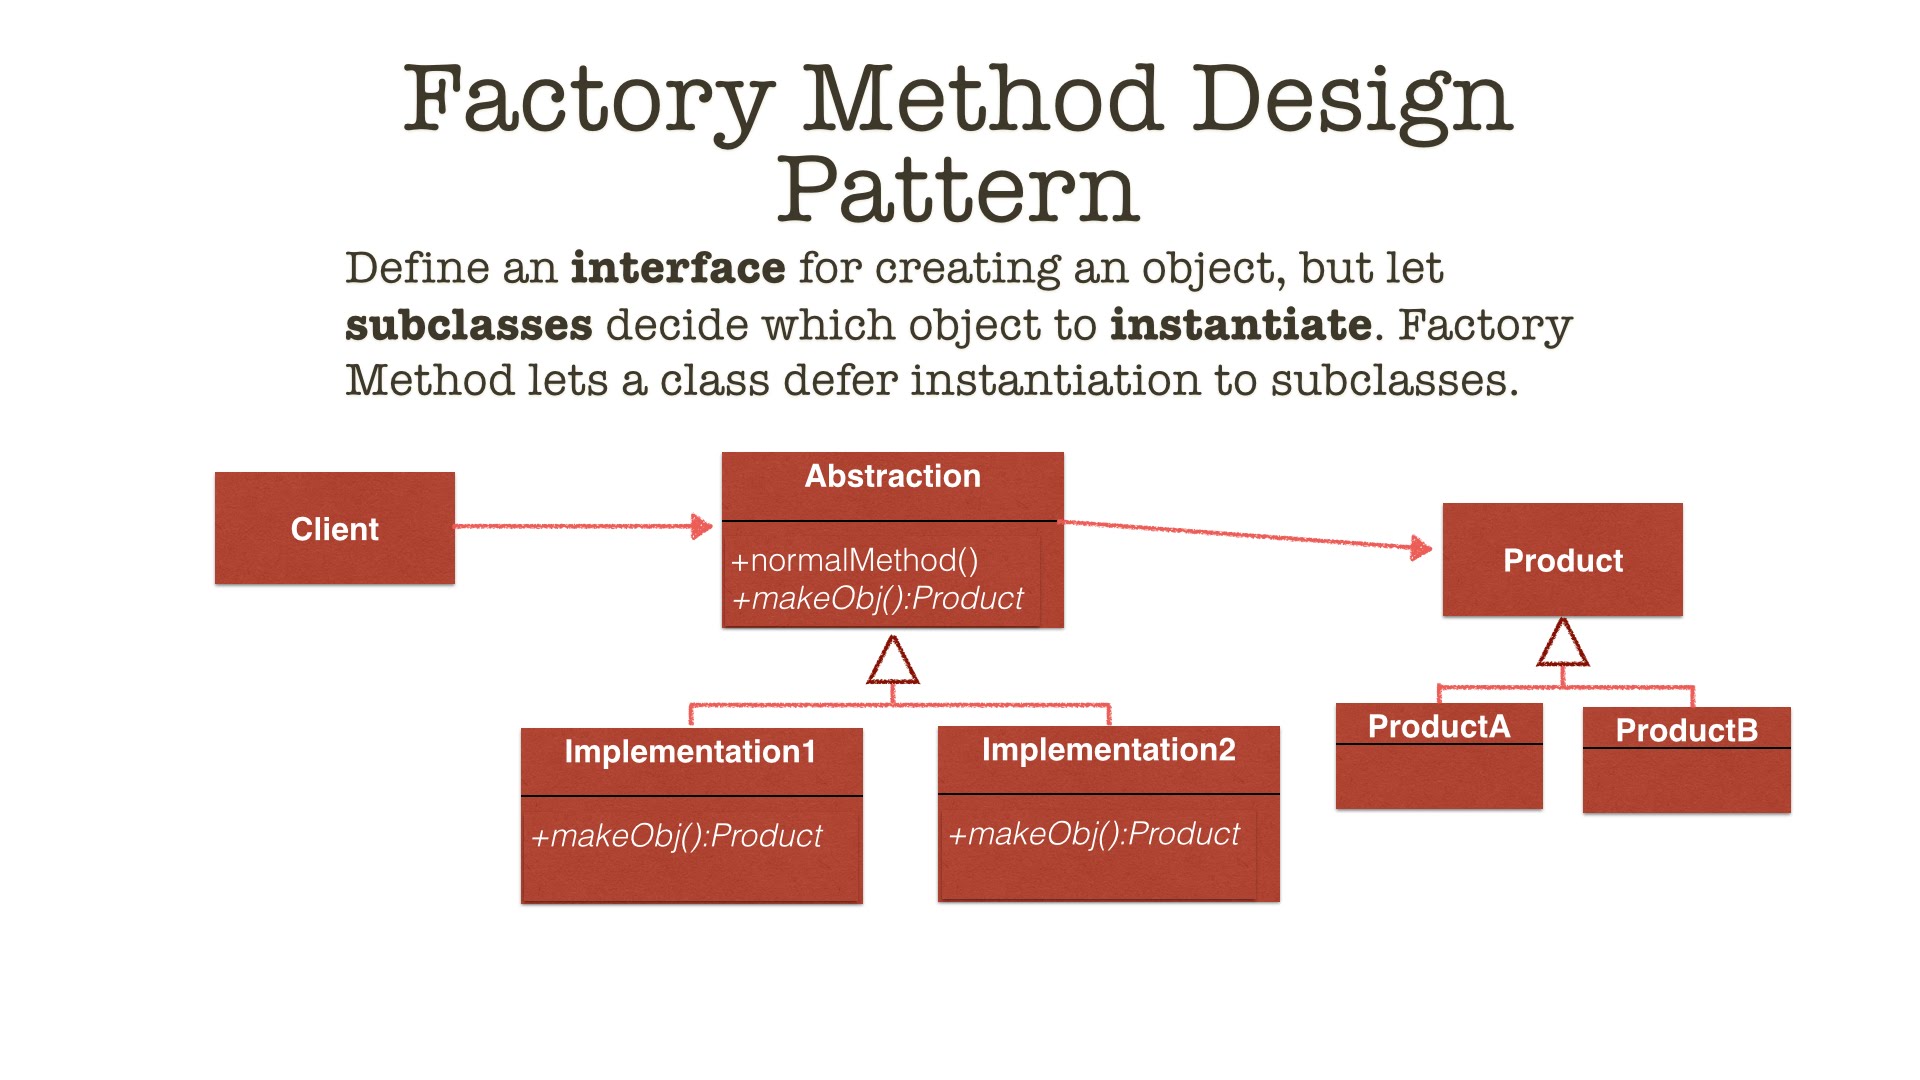 Factory Method Design
Pattern
Define an interface for creating an object, but let
subclasses decide which object to instantiate. Factory
Method lets a class defer instantiation to subclasses.
Client
Abstraction
+normalMethod()
+makeObj():Product
Product
Implementation1
+makeObj():Product
Implementation2
+makeObj():Product
ProductA
ProductB